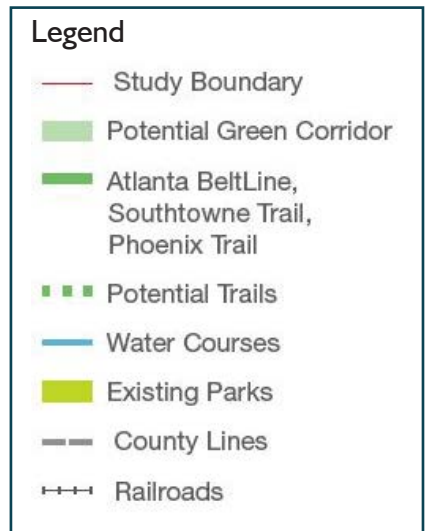 Legend
Study Boundary
Potential Green Corridor
Atlanta BeltLine,
Southtowne Trail,
Phoenix Trail
Potential Trails
Water Courses
Existing Parks
County Lines
Railroads